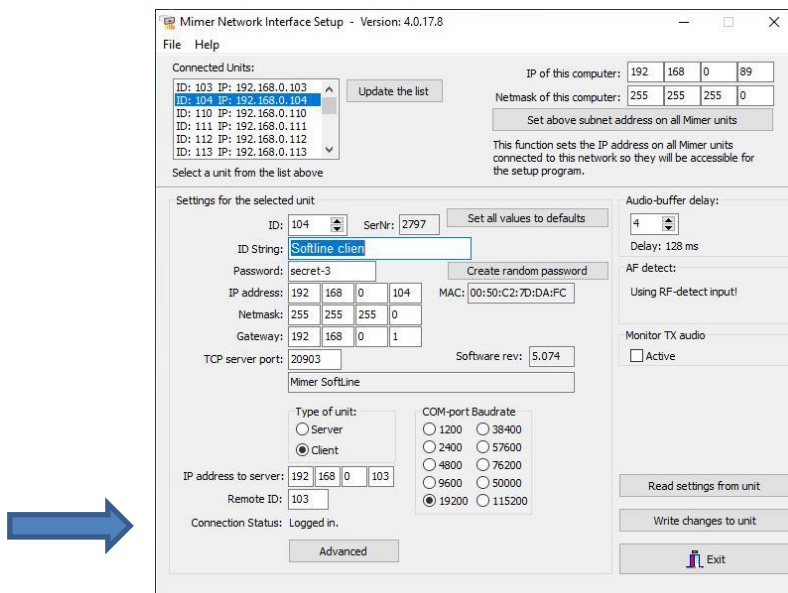 Mimer Network Interface Setup - Version: 4.0.17.8
File Help
Connected Units:
ID: 103 IP: 192.168.0.103
ID: 104 IP: 192.168.0.104
ID: 110 IP: 192.168.0.110
ID: 111 IP: 192.168.0.111
ID: 112 IP: 192.168.0.112
ID: 113 IP: 192.168.0.113
Select a unit from the list above
Update the list
IP of this computer: 192 168 0 89
Netmask of this computer: 255 255 255 0
Set above subnet address on all Mimer units
This function sets the IP address on all Mimer units
connected to this network so they will be accessible for
the setup program.
Settings for the selected unit
ID: 104 SerNr: 2797 Set all values to defaults
ID String: Softline clien
Password: secret-3 Create random password
IP address: 192 168 0 104 MAC: 00:50:C2:7D:DA:FC
Netmask: 255 255 255 0
Gateway: 192 168 0 1
TCP server port: 20903 Software rev: 5.074
Mimer SoftLine
Type of unit:
Server
Client
COM-port Baudrate
1200 38400
2400 57600
4800 76200
9600 50000
19200 115200
IP address to server: 192 168 0 103
Remote ID: 103
Connection Status: Logged in.
Advanced
Audio-buffer delay:
4
Delay: 128 ms
AF detect:
Using RF-detect input!
Monitor TX audio
Active
Read settings from unit
Write changes to unit
Exit